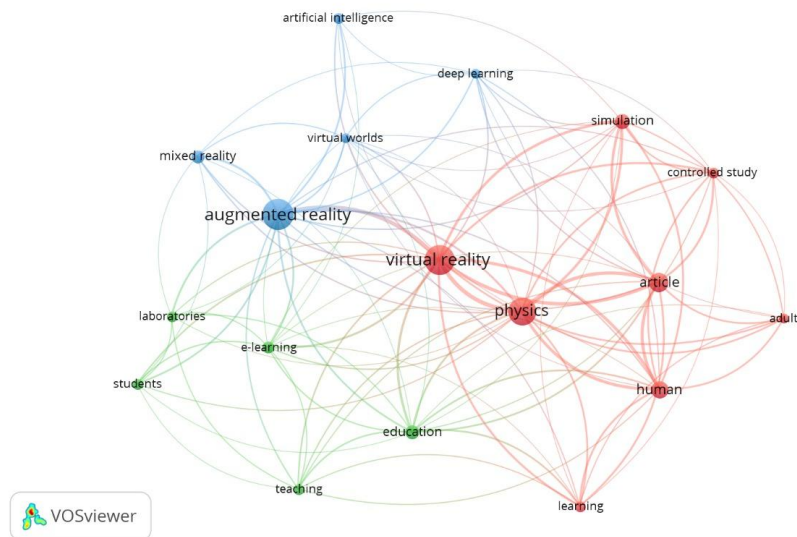 artificial intelligence
deep learning
simulation
virtual worlds
mixed reality
controlled study
augmented reality
virtual reality
article
physics
laboratories
adult
e-learning
students
human
education
teaching
learning
VOSviewer